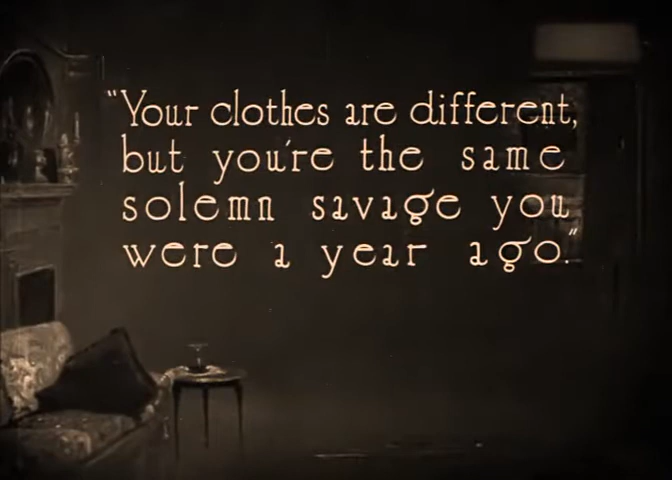 "Your clothes are different,
but you're the same
solemn savage you
were a year ago."